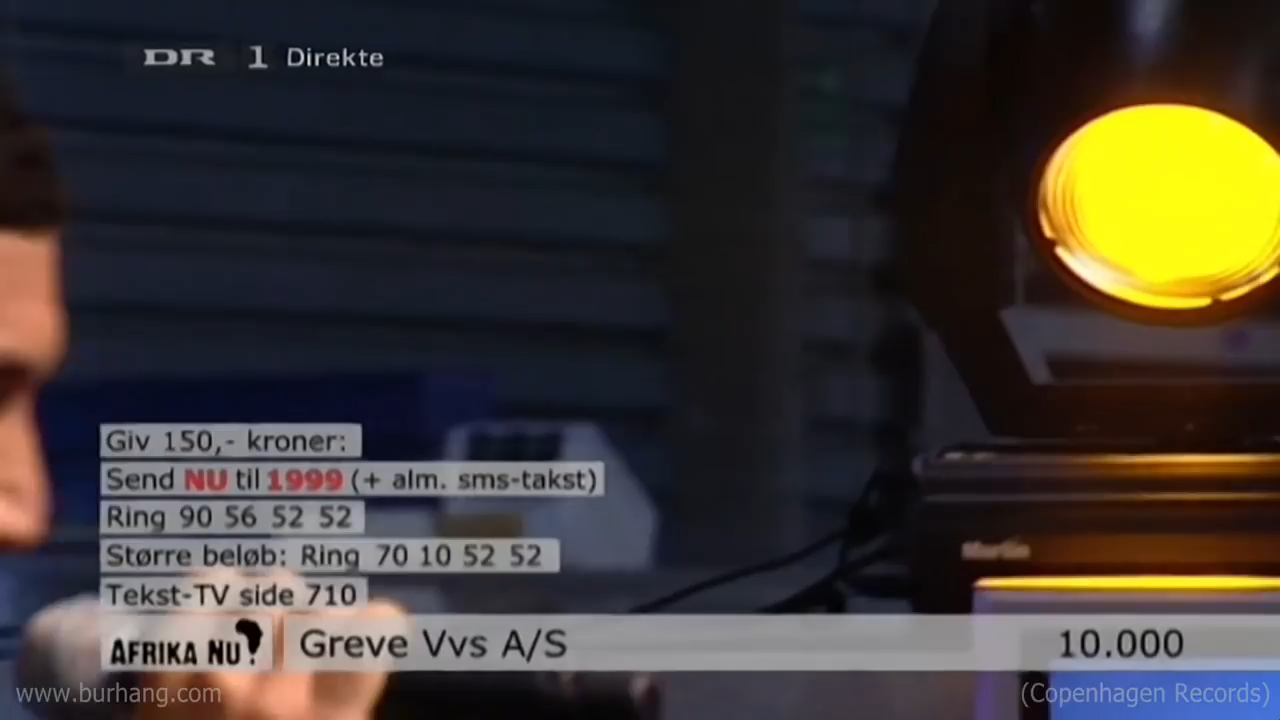 DR 1 Direkte
Giv 150,- kroner:
Send NU til 1999 (+ alm. sms-takst)
Ring 90 56 52 52
Større beløb: Ring 70 10 52 52
Tekst-TV side 710
AFRIKA NU Greve Vvs A/S 10.000
Martin
www.burhang.com (Copenhagen Records)